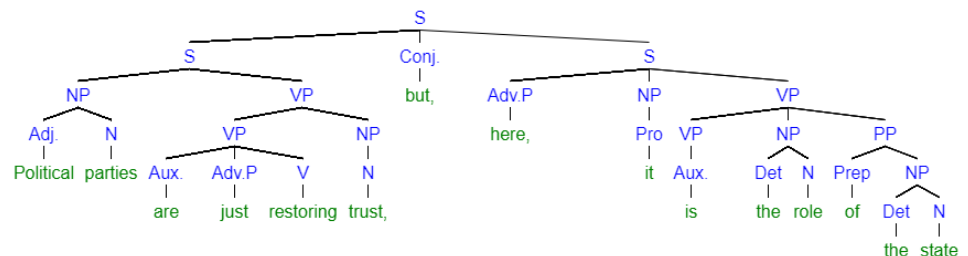 S
S Conj. S
NP VP but, Adv.P NP VP
Adj. N VP NP here, Pro VP NP PP
Political parties Aux. Adv.P V N it Aux. Det N Prep NP
are just restoring trust, is the role of Det N
the state